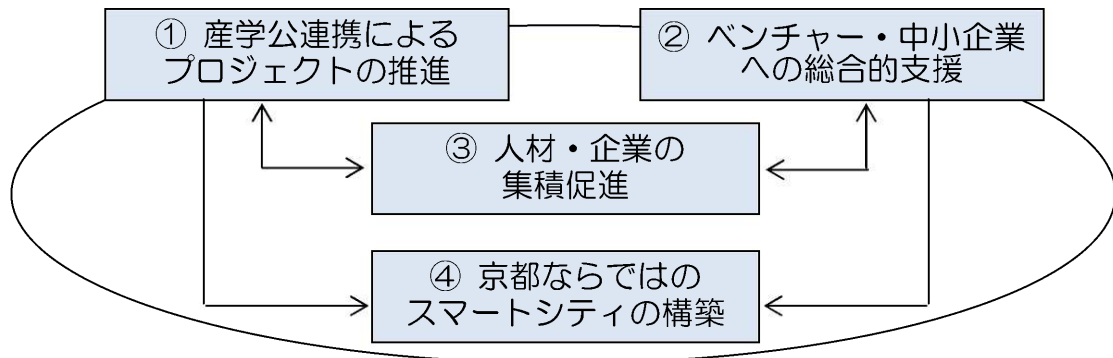 ① 産学公連携による
プロジェクトの推進
② ベンチャー・中小企業
への総合的支援
③ 人材・企業の
集積促進
④ 京都ならではの
スマートシティの構築